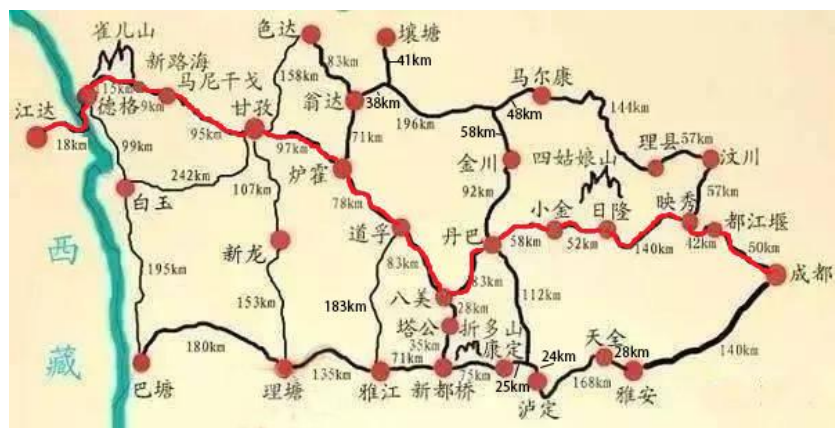 雀儿山
新路海
色达
壤塘
83km
41km
158km
115km
马尼干戈
甘孜
翁达
38km
马尔康
48km
144km
江达
德格
9km
196km
18km
95km
97km
71km
58km
99km
242km
炉霍
金川
四姑娘山
理县
57km
汶川
107km
78km
92km
57km
白玉
小金
日隆
映秀
都江堰
道孚
丹巴
58km
52km
140km
42km
50km
西
新龙
83km
83km
成都
195km
183km
八美
28km
112km
153km
塔公
折多山
藏
180km
35km
康定
24km
天全
28km
140km
135km
71km
75km
25km
168km
巴塘
理塘
雅江
新都桥
泸定
雅安